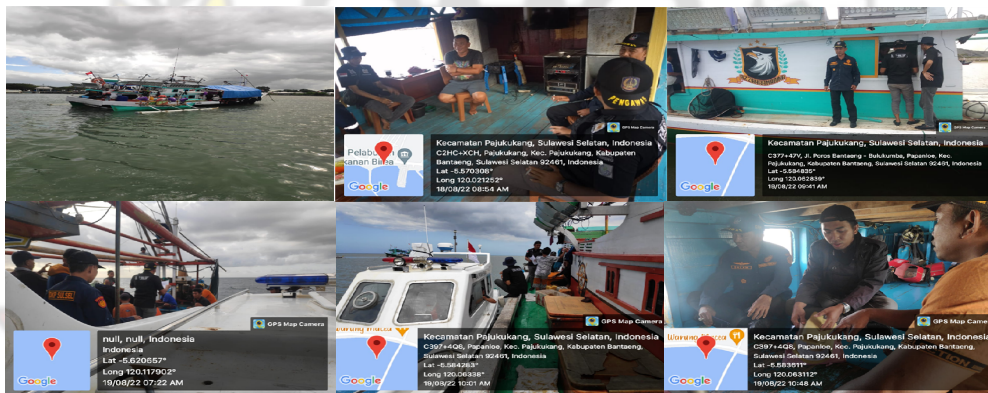 PENGAWAS
GPS Map Camera
Pelabuhan
kanan Birea
Google
Kecamatan Pajukukang, Sulawesi Selatan, Indonesia
C2HC+XCH, Pajukukang, Kec. Pajukukang, Kabupaten
Bantaeng, Sulawesi Selatan 92461, Indonesia
Lat -5.570308°
Long 120.021252°
18/08/22 08:54 AM
GPS Map Camera
Google
Kecamatan Pajukukang, Sulawesi Selatan, Indonesia
C377+47V, Jl. Poros Bantaeng - Bulukumba, Papanloe, Kec.
Pajukukang, Kabupaten Bantaeng, Sulawesi Selatan 92461, Indonesia
Lat -5.584835°
Long 120.062839°
19/08/22 09:41 AM
GPS Map Camera
Google
null, null, Indonesia
Indonesia
Lat -5.620657°
Long 120.117902°
19/08/22 07:22 AM
GPS Map Camera
Google
Kecamatan Pajukukang, Sulawesi Selatan, Indonesia
C397+4Q8, Papanloe, Kec. Pajukukang, Kabupaten Bantaeng,
Sulawesi Selatan 92461, Indonesia
Lat -5.584283°
Long 120.06338°
19/08/22 10:01 AM
GPS Map Camera
Google
Kecamatan Pajukukang, Sulawesi Selatan, Indonesia
C397+4Q8, Papanloe, Kec. Pajukukang, Kabupaten Bantaeng,
Sulawesi Selatan 92461, Indonesia
Lat -5.583511°
Long 120.063112°
19/08/22 10:48 AM